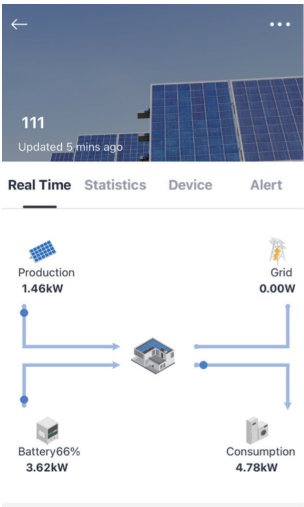 111
Updated 5 mins ago
Real Time Statistics Device Alert
Production
1.46kW
Grid
0.00W
Battery66%
3.62kW
Consumption
4.78kW